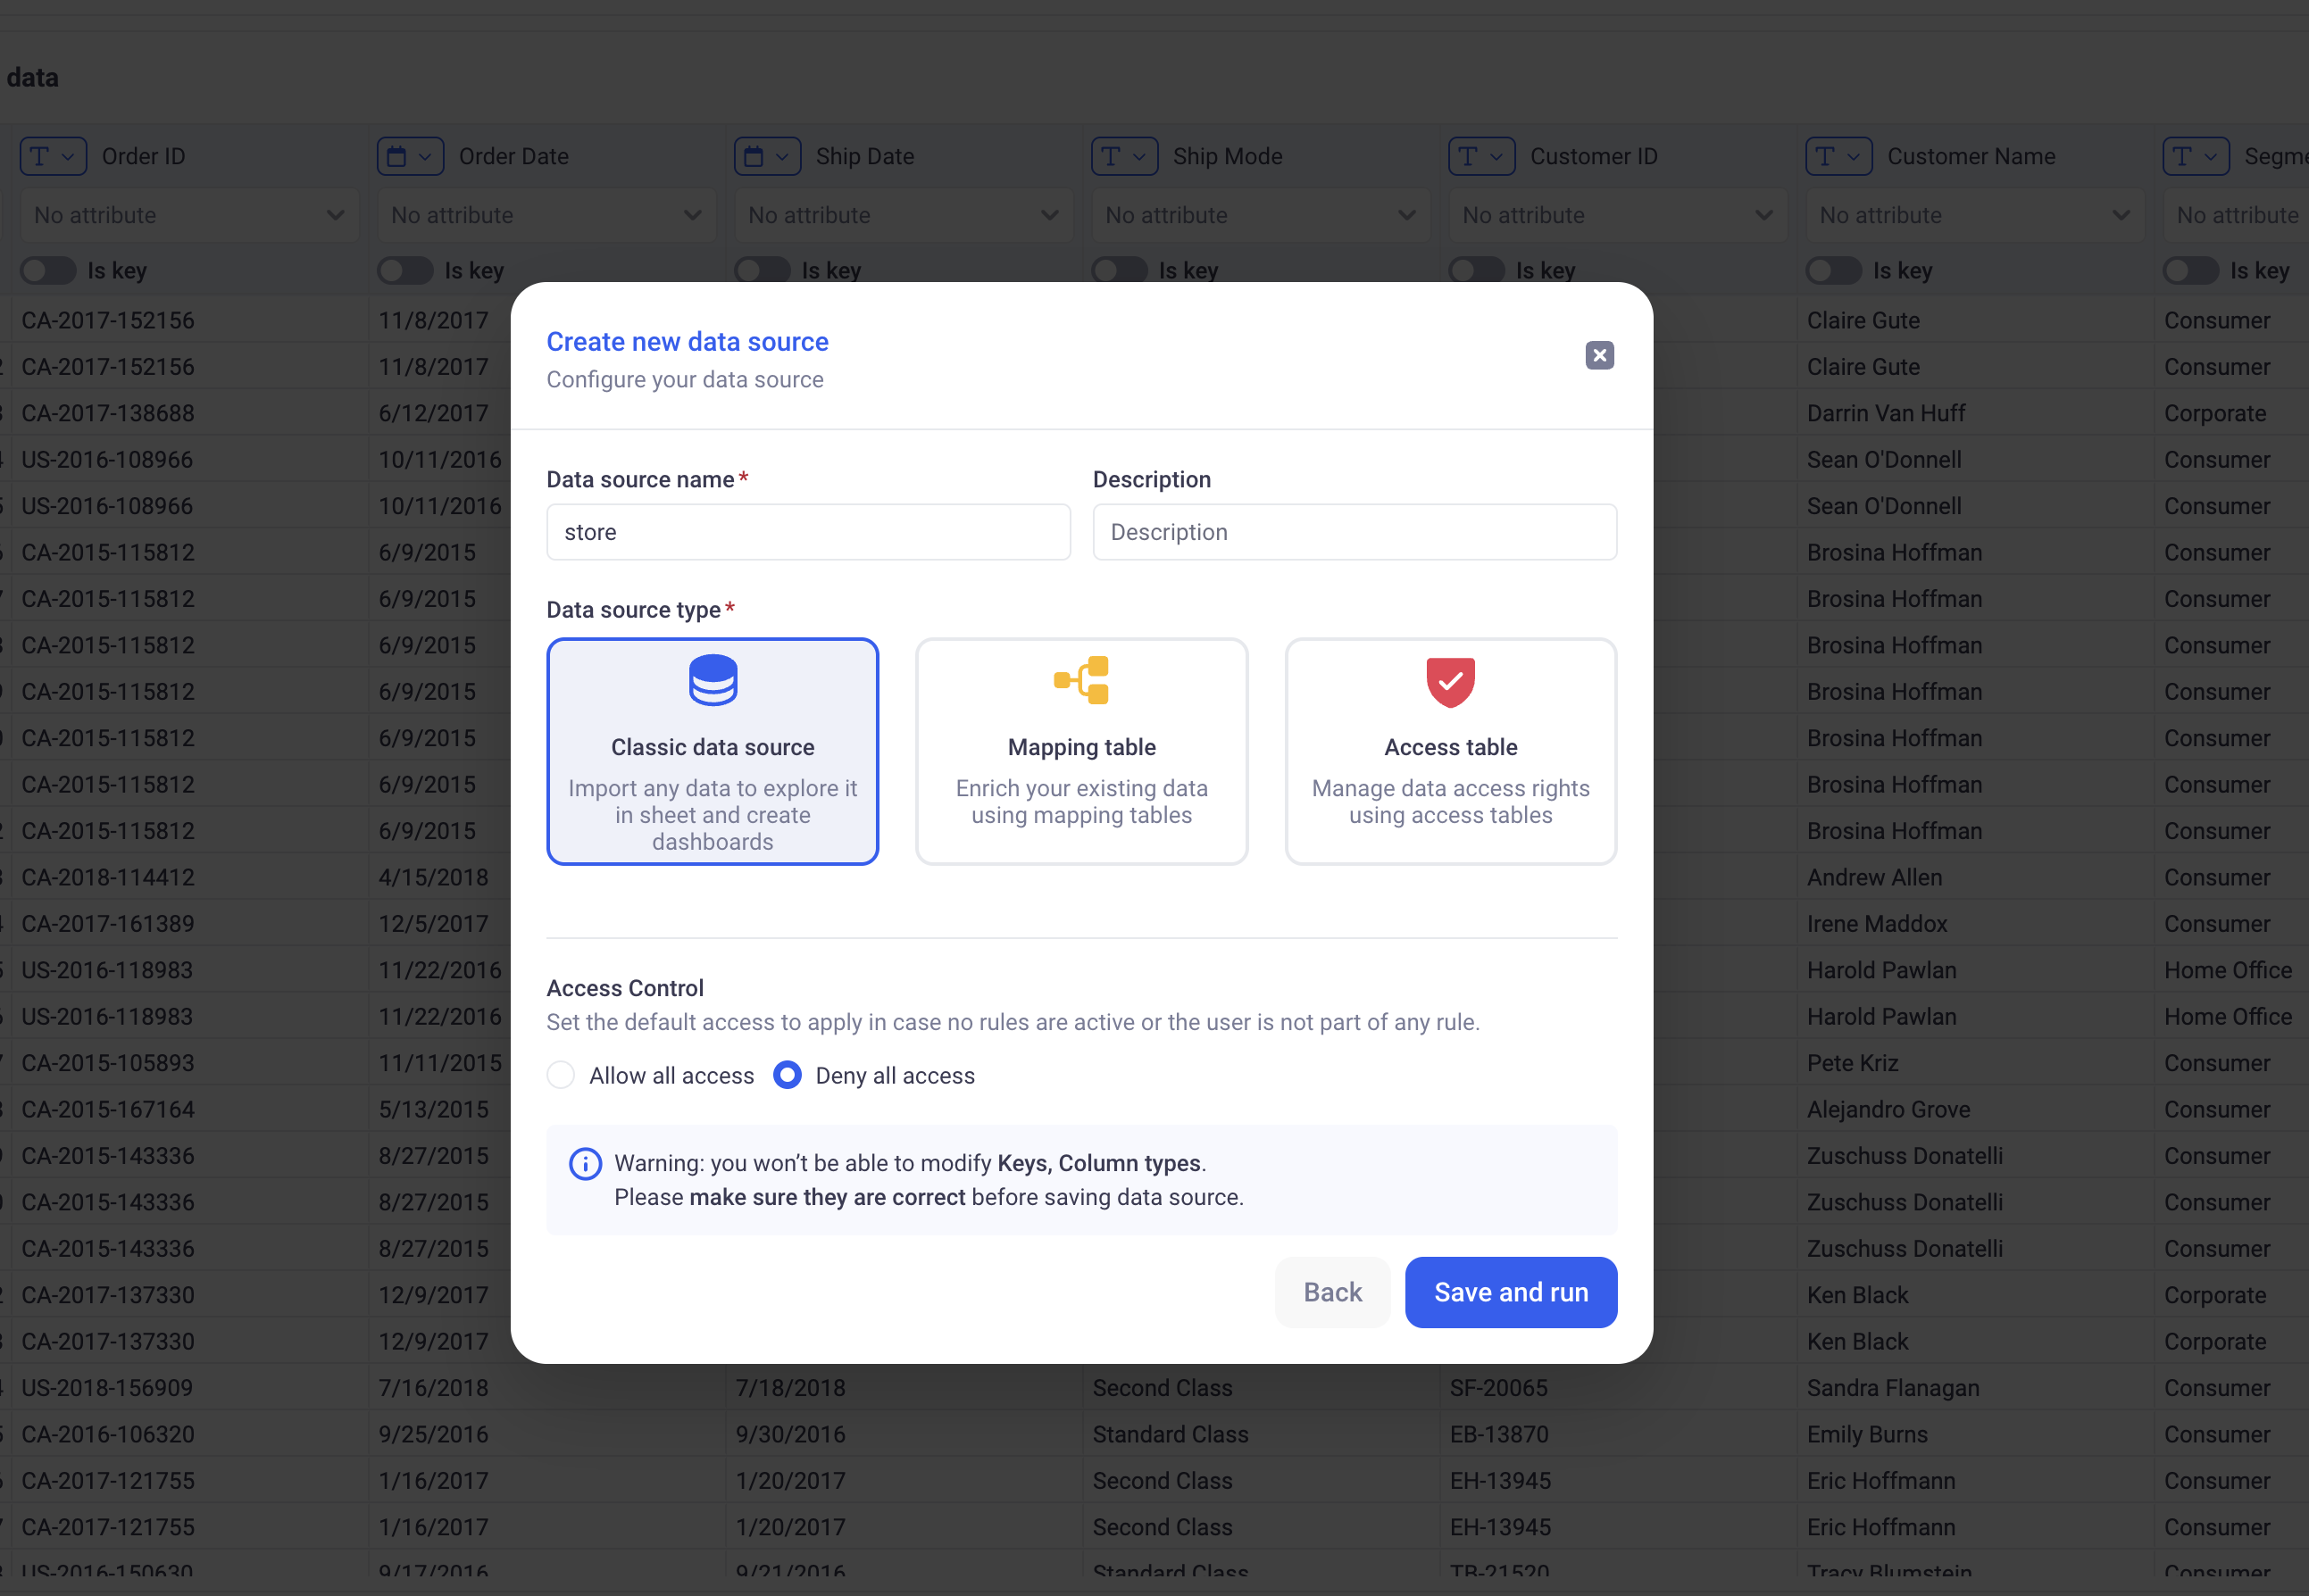 data
Order ID Order Date Ship Date Ship Mode Customer ID Customer Name Segme
No attribute No attribute No attribute No attribute No attribute No attribute No attribute
Is key Is key Is key Is key Is key Is key Is key
CA-2017-152156 11/8/2017 Claire Gute Consumer
CA-2017-152156 11/8/2017 Claire Gute Consumer
CA-2017-138688 6/12/2017 Darrin Van Huff Corporate
US-2016-108966 10/11/2016 Sean O'Donnell Consumer
US-2016-108966 10/11/2016 Sean O'Donnell Consumer
CA-2015-115812 6/9/2015 Brosina Hoffman Consumer
CA-2015-115812 6/9/2015 Brosina Hoffman Consumer
CA-2015-115812 6/9/2015 Brosina Hoffman Consumer
CA-2015-115812 6/9/2015 Brosina Hoffman Consumer
CA-2015-115812 6/9/2015 Brosina Hoffman Consumer
CA-2015-115812 6/9/2015 Brosina Hoffman Consumer
CA-2015-115812 6/9/2015 Brosina Hoffman Consumer
CA-2018-114412 4/15/2018 Andrew Allen Consumer
CA-2017-161389 12/5/2017 Irene Maddox Consumer
US-2016-118983 11/22/2016 Harold Pawlan Home Office
US-2016-118983 11/22/2016 Harold Pawlan Home Office
CA-2015-105893 11/11/2015 Pete Kriz Consumer
CA-2015-167164 5/13/2015 Alejandro Grove Consumer
CA-2015-143336 8/27/2015 Zuschuss Donatelli Consumer
CA-2015-143336 8/27/2015 Zuschuss Donatelli Consumer
CA-2015-143336 8/27/2015 Zuschuss Donatelli Consumer
CA-2017-137330 12/9/2017 Ken Black Corporate
CA-2017-137330 12/9/2017 Ken Black Corporate
US-2018-156909 7/16/2018 7/18/2018 Second Class SF-20065 Sandra Flanagan Consumer
CA-2016-106320 9/25/2016 9/30/2016 Standard Class EB-13870 Emily Burns Consumer
CA-2017-121755 1/16/2017 1/20/2017 Second Class EH-13945 Eric Hoffmann Consumer
CA-2017-121755 1/16/2017 1/20/2017 Second Class EH-13945 Eric Hoffmann Consumer
US-2016-150630 9/17/2016 9/21/2016 Standard Class TB-21520 Tracy Blumstein Consumer
Create new data source
Configure your data source
Data source name* Description
store Description
Data source type*
Classic data source
Import any data to explore it
in sheet and create
dashboards
Mapping table
Enrich your existing data
using mapping tables
Access table
Manage data access rights
using access tables
Access Control
Set the default access to apply in case no rules are active or the user is not part of any rule.
Allow all access Deny all access
Warning: you won’t be able to modify Keys, Column types.
Please make sure they are correct before saving data source.
Back Save and run